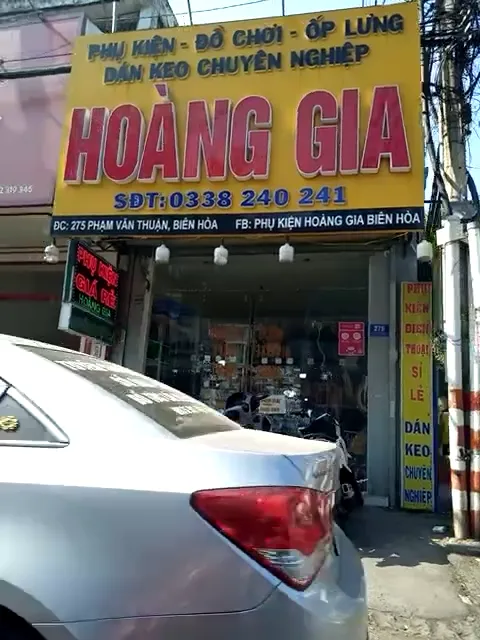 PHỤ KIỆN - ĐỒ CHƠI - ỐP LƯNG
DÁN KEO CHUYÊN NGHIỆP
HOÀNG GIA
SĐT: 0338 240 241
ĐC: 275 PHẠM VĂN THUẬN, BIÊN HÒA FB: PHỤ KIỆN HOÀNG GIA BIÊN HÒA
PHỤ KIỆN
GIÁ RẺ
HOÀNG GIA
275
PHỤ
KIỆN
ĐIỆN
THOẠI
SỈ
LẺ
DÁN
KEO
CHUYÊN
NGHIỆP